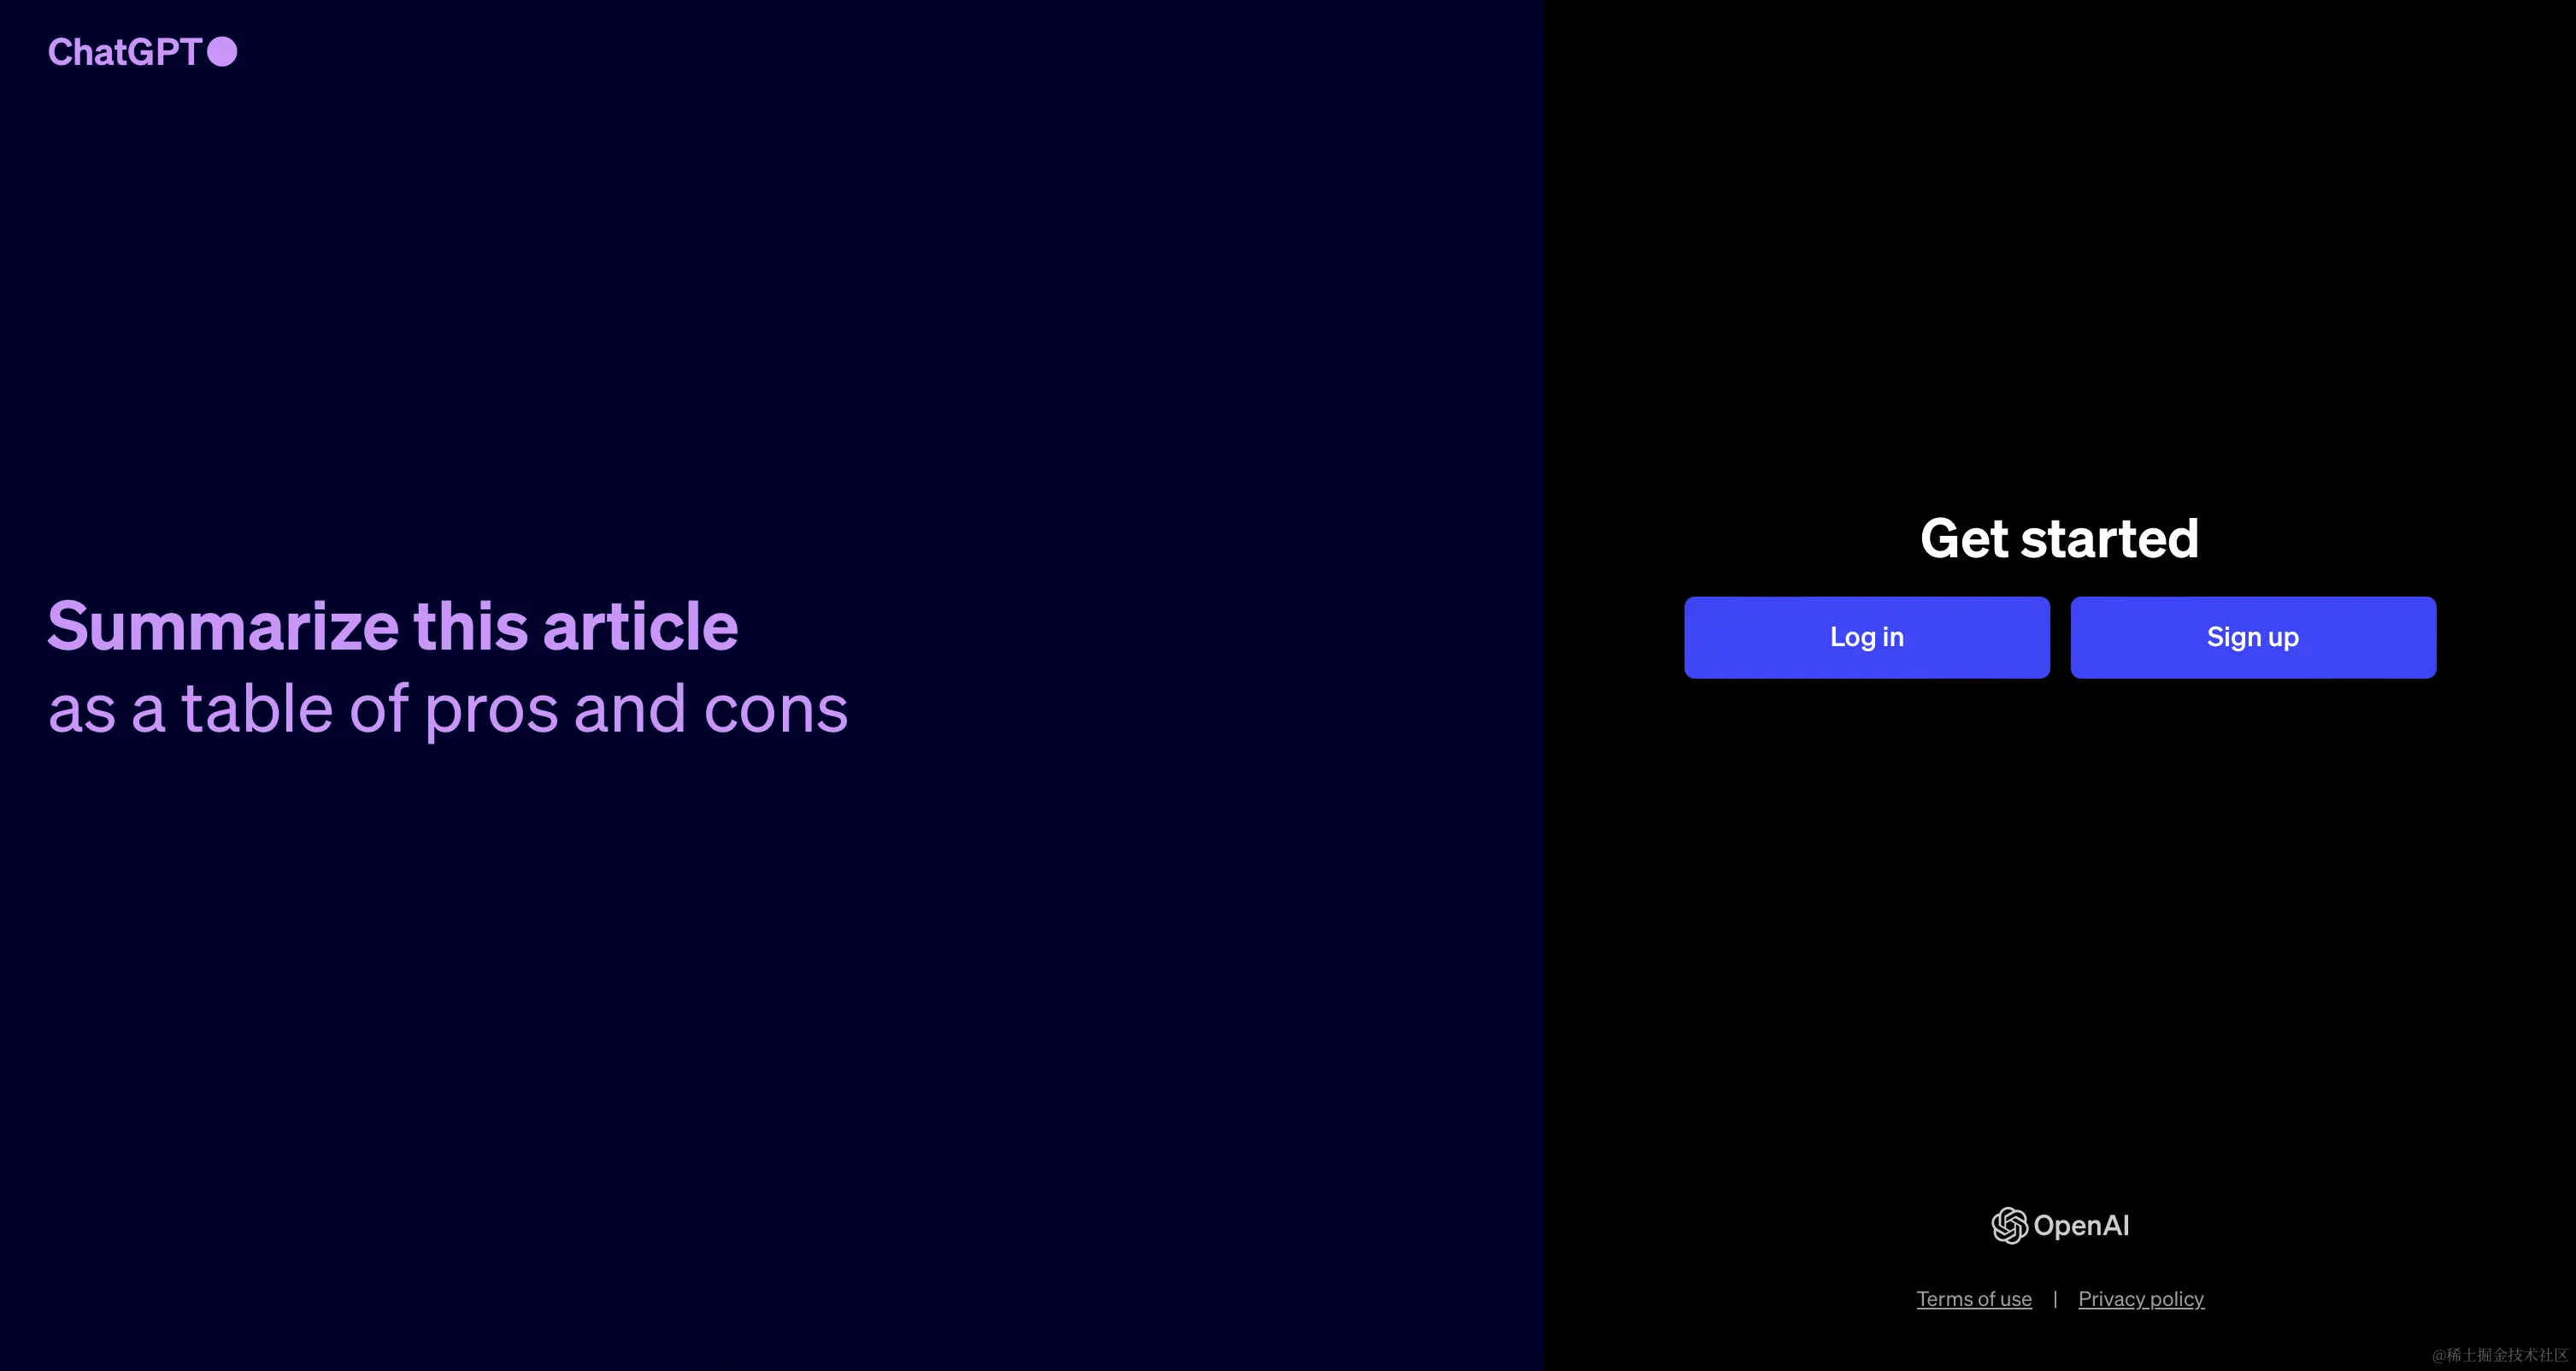 ChatGPT
Summarize this article
as a table of pros and cons
Get started
Log in
Sign up
OpenAI
Terms of use | Privacy policy
@稀土掘金技术社区